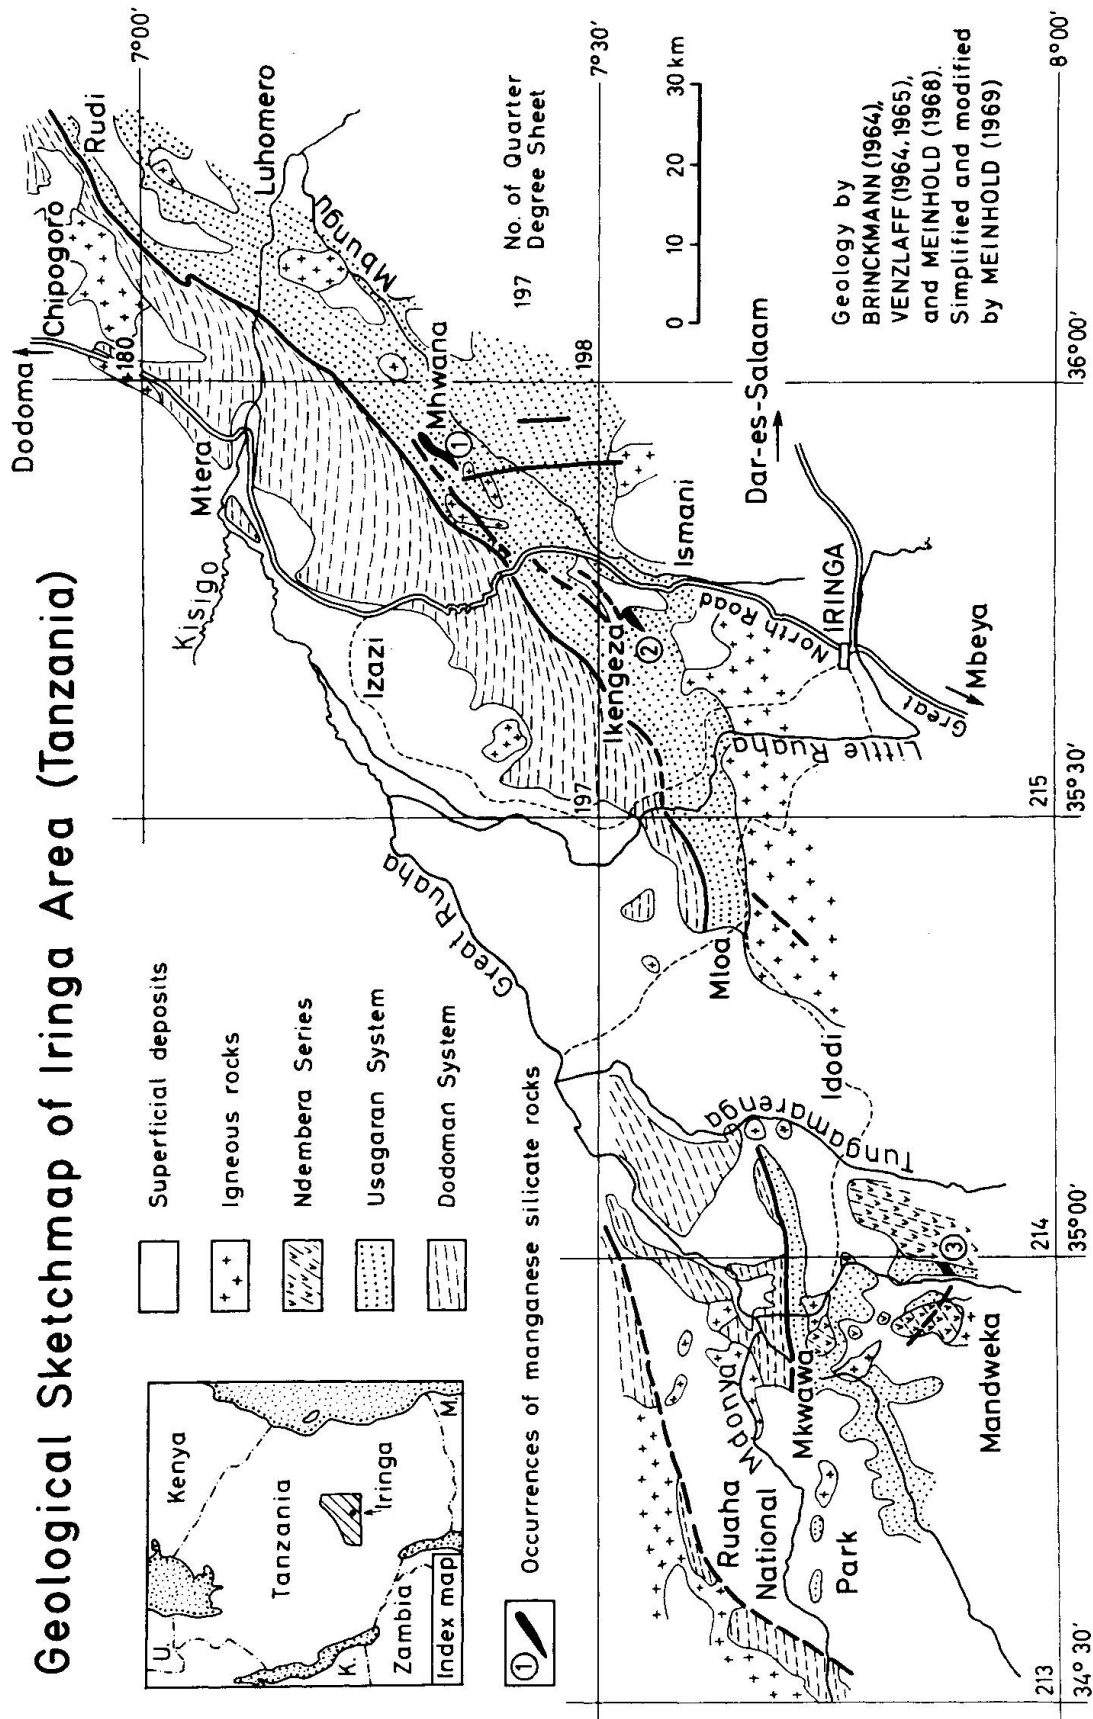 Geological Sketchmap of Iringa Area (Tanzania)
U.
Kenya
Tanzania
Iringa
K.
Zambia
M.
Index map
Superficial deposits
Igneous rocks
Ndembera Series
Usagaran System
Dodoman System
① Occurrences of manganese silicate rocks
Dodoma
Chipogoro
Rudi
7°00'
180
Mtera
Kisigo
Luhomero
Mbungu
Izazi
Mhwana
①
Great Ruaha
197 No. of Quarter
Degree Sheet
7°30'
197
198
Ikengeza
②
Ismani
0 10 20 30 km
Mloa
Little Ruaha
Great North Road
IRINGA
Dar-es-Salaam
Mbeya
Idodi
Tungamarenga
Mdonya
Mkwawa
Ruaha
National
Park
Mandweka
③
Geology by
BRINCKMANN (1964),
VENZLAFF (1964, 1965),
and MEINHOLD (1968).
Simplified and modified
by MEINHOLD (1969)
213
214
215
34°30'
35°00'
35°30'
36°00'
8°00'